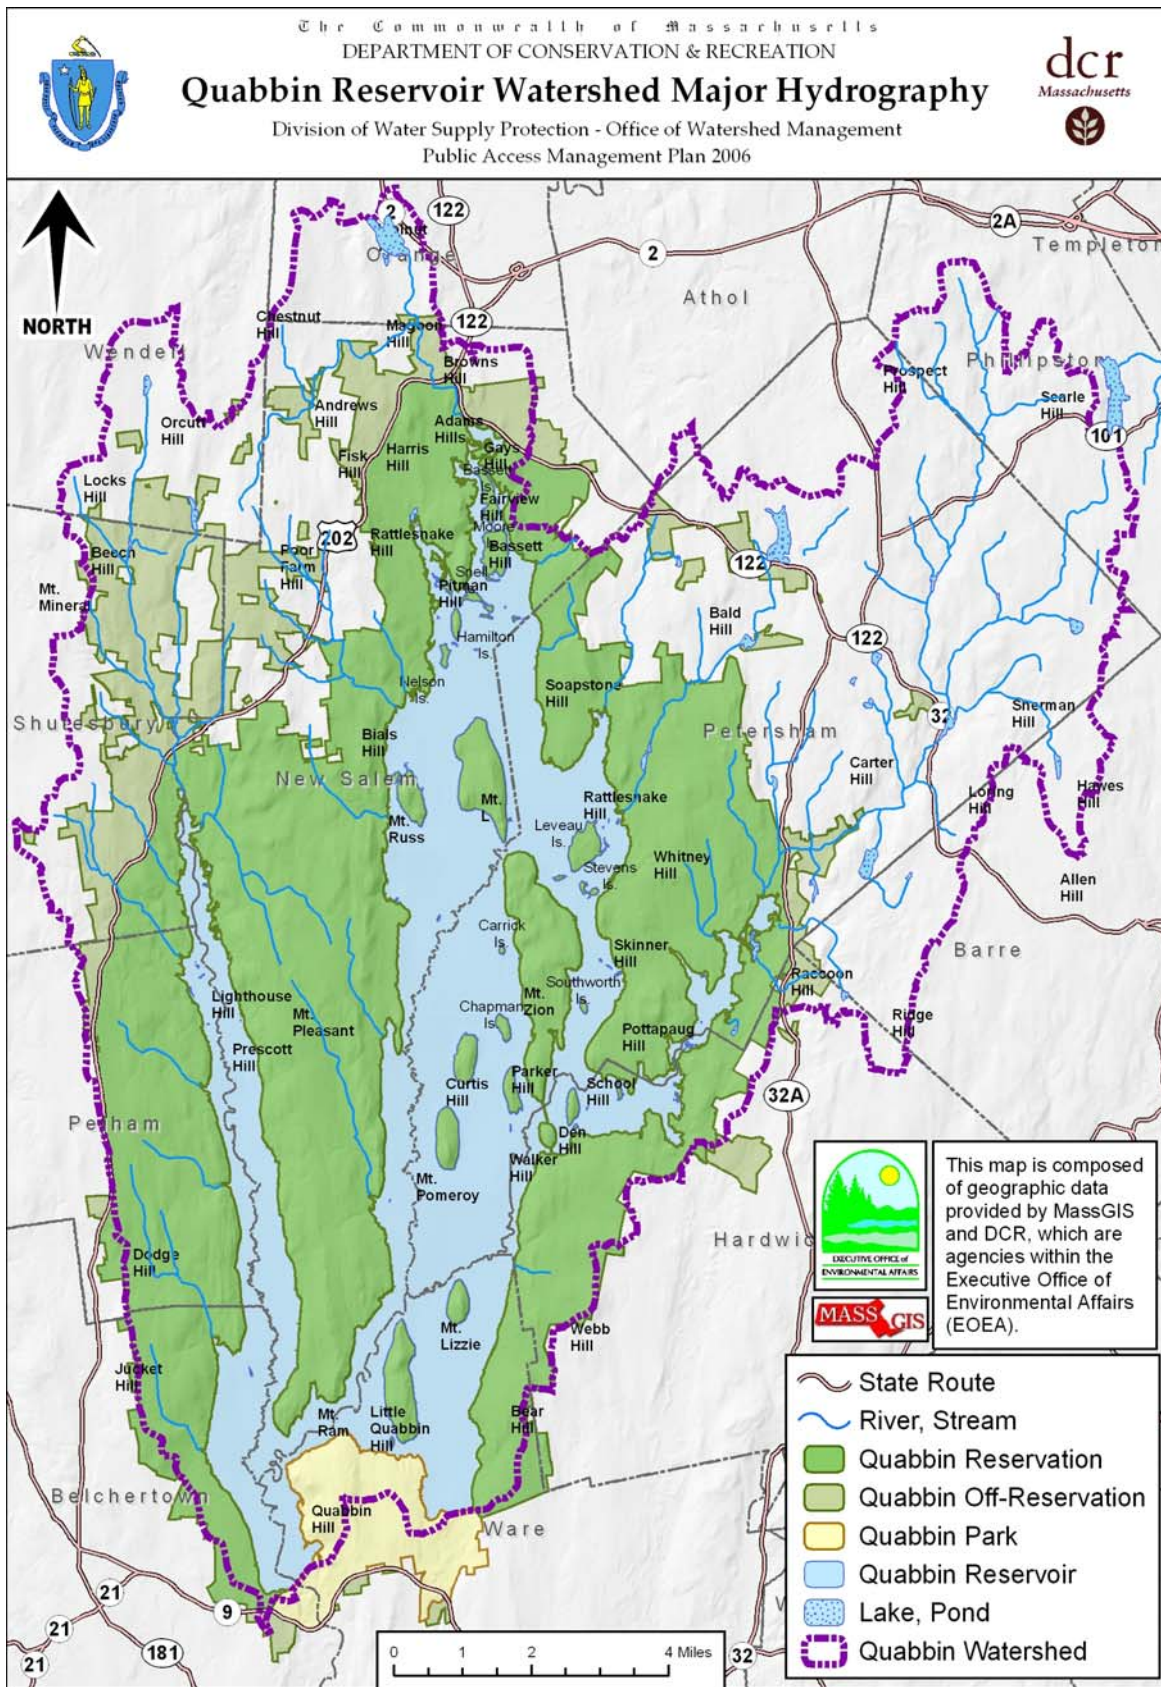 The Commonwealth of Massachusetts
DEPARTMENT OF CONSERVATION & RECREATION
Quabbin Reservoir Watershed Major Hydrography
Division of Water Supply Protection - Office of Watershed Management
Public Access Management Plan 2006
dcr
Massachusetts
NORTH
2
122
2A
2
Templeton
Orange
Athol
Chestnut
Hill
Magoon
Hill
122
Wendell
Browns
Hill
Prospect
Hill
Phillipston
Searle
Hill
Andrews
Hill
Orcutt
Hill
Adams
Hills
101
Harris
Hill
Gays
Hill
Fisk
Hill
Bassett
Is.
Locks
Hill
Fairview
Hill
Moore
202
Rattlesnake
Hill
Bassett
Hill
Beech
Hill
Poor
Farm
Hill
122
Snell
Pitman
Hill
Mt.
Mineral
Bald
Hill
Hamilton
Is.
122
Nelson
Is.
Soapstone
Hill
Shutesbury
Sherman
Hill
32
Petersham
Bials
Hill
New Salem
Carter
Hill
Loring
Hill
Hawes
Hill
Mt.
L
Rattlesnake
Hill
Mt.
Russ
Leveau
Is.
Whitney
Hill
Stevens
Is.
Allen
Hill
Carrick
Is.
Skinner
Hill
Barre
Raccoon
Hill
Southworth
Is.
Lighthouse
Hill
Mt.
Zion
Chapman
Is.
Mt.
Pleasant
Ridge
Hill
Pottapaug
Hill
Prescott
Hill
Parker
Hill
Curtis
Hill
School
Hill
32A
Pelham
Den
Hill
Walker
Hill
Mt.
Pomeroy
Hardwic
Dodge
Hill
Mt.
Lizzie
Webb
Hill
Jucket
Hill
Mt.
Ram
Little
Quabbin
Hill
Bear
Hill
Belchertown
Quabbin
Hill
Ware
21
9
21
181
21
32
W
EXECUTIVE OFFICE of
ENVIRONMENTAL AFFAIRS
MASS GIS
This map is composed
of geographic data
provided by MassGIS
and DCR, which are
agencies within the
Executive Office of
Environmental Affairs
(EOEA).
State Route
River, Stream
Quabbin Reservation
Quabbin Off-Reservation
Quabbin Park
Quabbin Reservoir
Lake, Pond
Quabbin Watershed
0 1 2 4 Miles